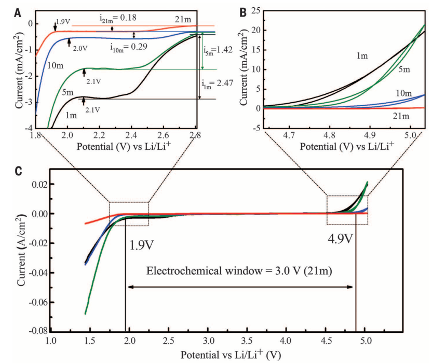 A
1.9V
i21m= 0.18
21m
2.0V
i10m= 0.29
i5m=1.42
10m
5m
2.1V
i1m= 2.47
1m
2.1V
0
-1
-2
-3
-4
1.8 2.0 2.2 2.4 2.6 2.8
Current (mA/cm²)
Potential (V) vs Li/Li⁺
B
25
20
15
10
5
0
1m
5m
10m
21m
4.7 4.8 4.9 5.0
Current (mA/cm²)
Potential (V) vs Li/Li⁺
C
0.02
0.00
-0.02
-0.04
-0.06
-0.08
1.9V
4.9V
Electrochemical window = 3.0 V (21m)
1.0 1.5 2.0 2.5 3.0 3.5 4.0 4.5 5.0
Current (A/cm²)
Potential vs Li/Li⁺ (V)